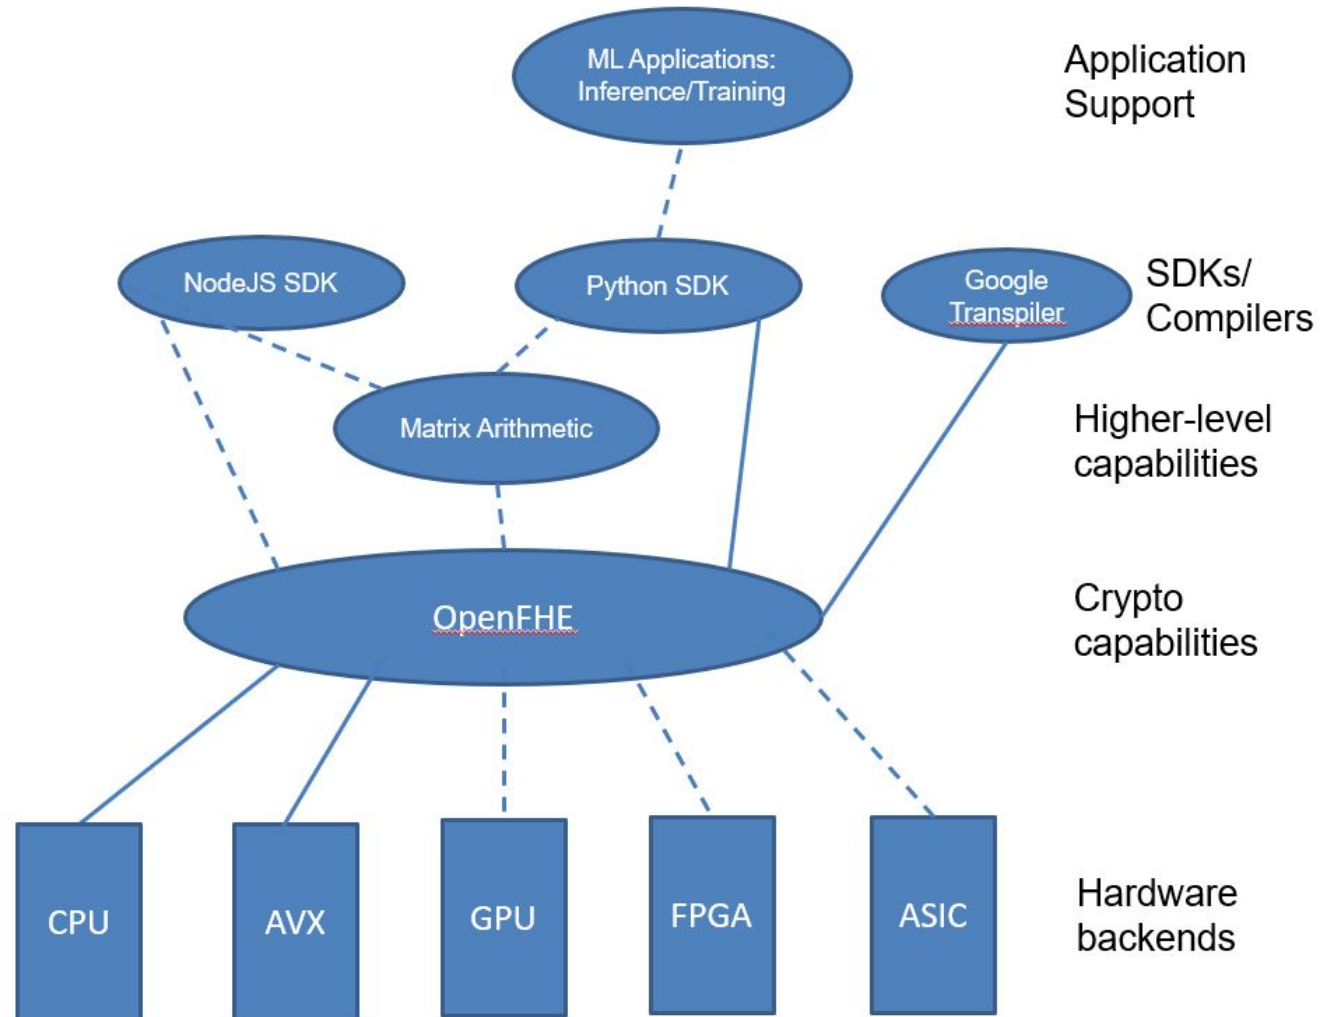 ML Applications:
Inference/Training
Application
Support
NodeJS SDK
Python SDK
Google
Transpiler
SDKs/
Compilers
Matrix Arithmetic
Higher-level
capabilities
OpenFHE
Crypto
capabilities
CPU
AVX
GPU
FPGA
ASIC
Hardware
backends